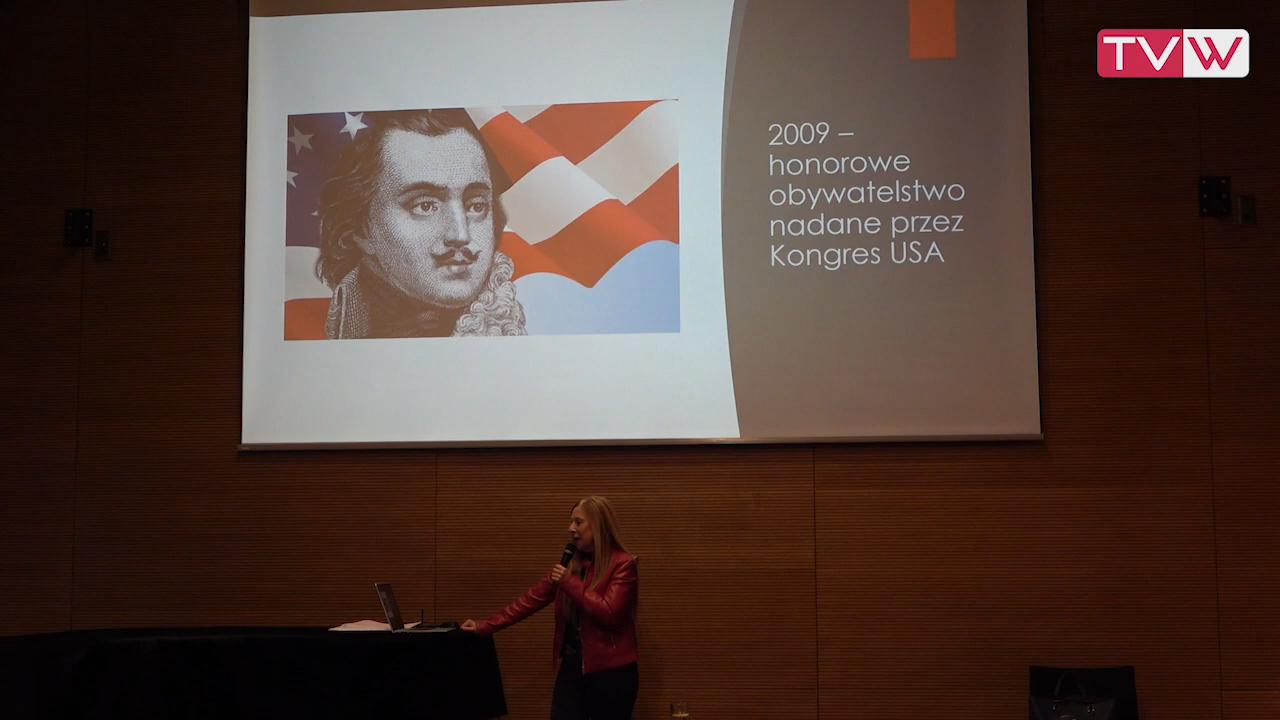 TVW
2009 –
honorowe
obywatelstwo
nadane przez
Kongres USA